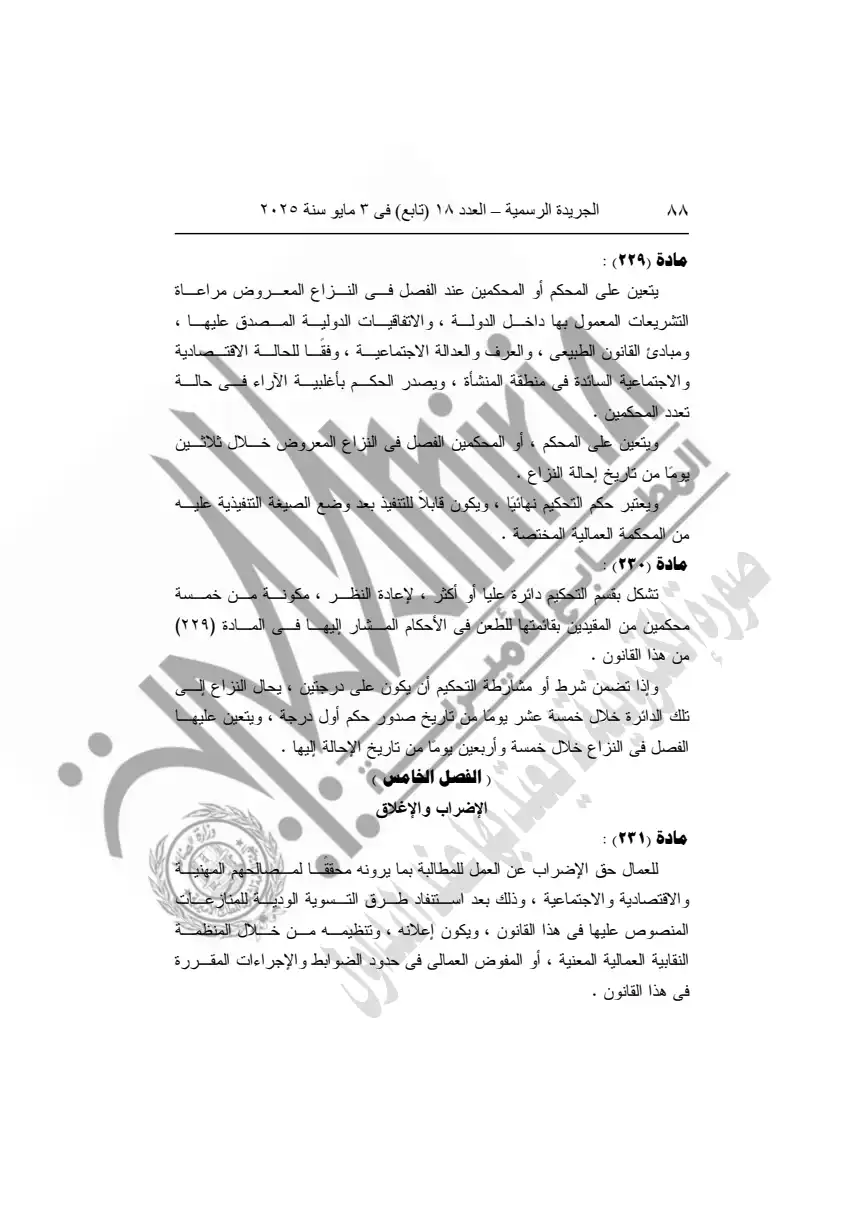 ٨٨ الجريدة الرسمية – العدد ١٨ (تابع) فى ٣ مايو سنة ٢٠٢٥
مادة (٢٢٩) :
يتعين على المحكم أو المحكمين عند الفصل فى النزاع المعروض مراعاة
التشريعات المعمول بها داخل الدولة ، والاتفاقيات الدولية المصدق عليها ،
ومبادئ القانون الطبيعى ، والعرف والعدالة الاجتماعية ، وفقًا للحالة الاقتصادية
والاجتماعية السائدة فى منطقة المنشأة ، ويصدر الحكم بأغلبية الآراء فى حالة
تعدد المحكمين .
ويتعين على المحكم ، أو المحكمين الفصل فى النزاع المعروض خلال ثلاثين
يومًا من تاريخ إحالة النزاع .
ويعتبر حكم التحكيم نهائيًا ، ويكون قابلاً للتنفيذ بعد وضع الصيغة التنفيذية عليه
من المحكمة العمالية المختصة .
مادة (٢٣٠) :
تشكل بقسم التحكيم دائرة عليا أو أكثر ، لإعادة النظر ، مكونة من خمسة
محكمين من المقيدين بقائمتها للطعن فى الأحكام المشار إليها فى المادة (٢٢٩)
من هذا القانون .
وإذا تضمن شرط أو مشارطة التحكيم أن يكون على درجتين ، يحال النزاع إلى
تلك الدائرة خلال خمسة عشر يومًا من تاريخ صدور حكم أول درجة ، ويتعين عليها
الفصل فى النزاع خلال خمسة وأربعين يومًا من تاريخ الإحالة إليها .
( الفصل الخامس )
الإضراب والإغلاق
مادة (٢٣١) :
للعمال حق الإضراب عن العمل للمطالبة بما يرونه محققًا لمصالحهم المهنية
والاقتصادية والاجتماعية ، وذلك بعد استنفاد طرق التسوية الودية للمنازعات
المنصوص عليها فى هذا القانون ، ويكون إعلانه ، وتنظيمه من خلال المنظمة
النقابية العمالية المعنية ، أو المفوض العمالى فى حدود الضوابط والإجراءات المقررة
فى هذا القانون .
المطابع الأميرية
صورة إلكترونية لا يعتد بها عند التداول